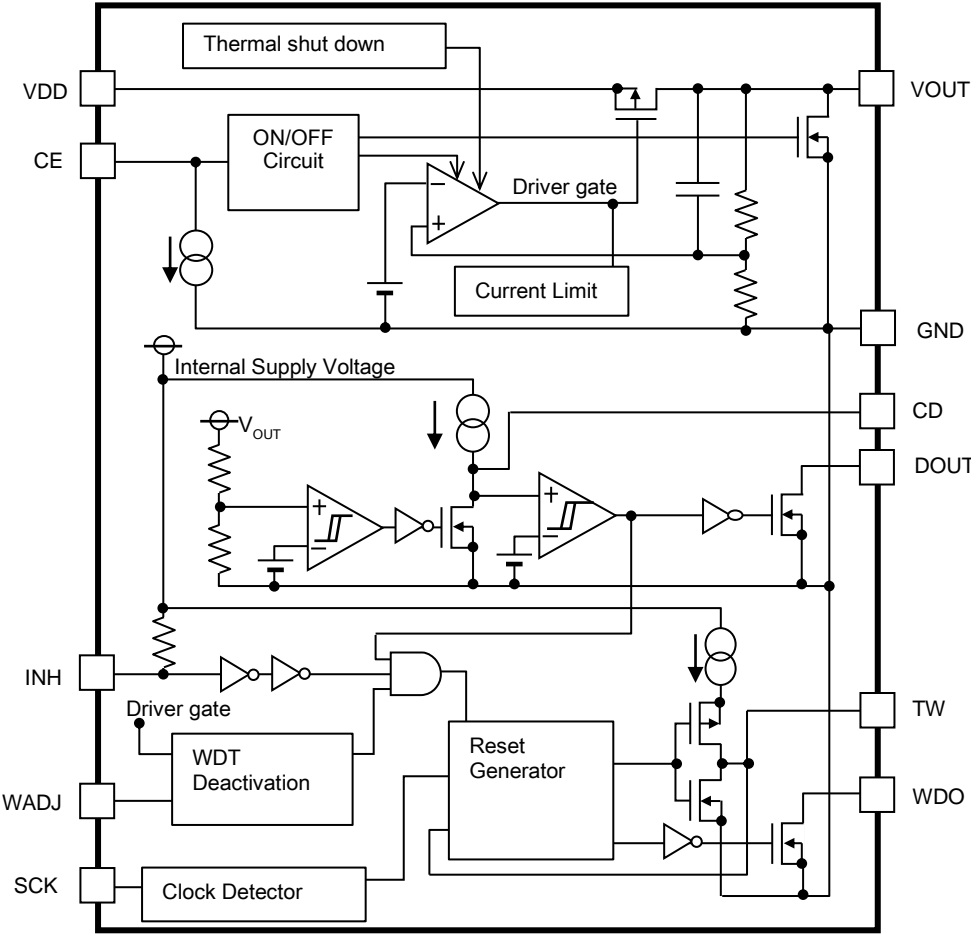 Thermal shut down
VDD
VOUT
ON/OFF
Circuit
CE
−
Driver gate
+
Current Limit
GND
Internal Supply Voltage
CD
VOUT
DOUT
+
−
+
−
INH
Driver gate
TW
WDT
Deactivation
Reset
Generator
WADJ
WDO
SCK
Clock Detector